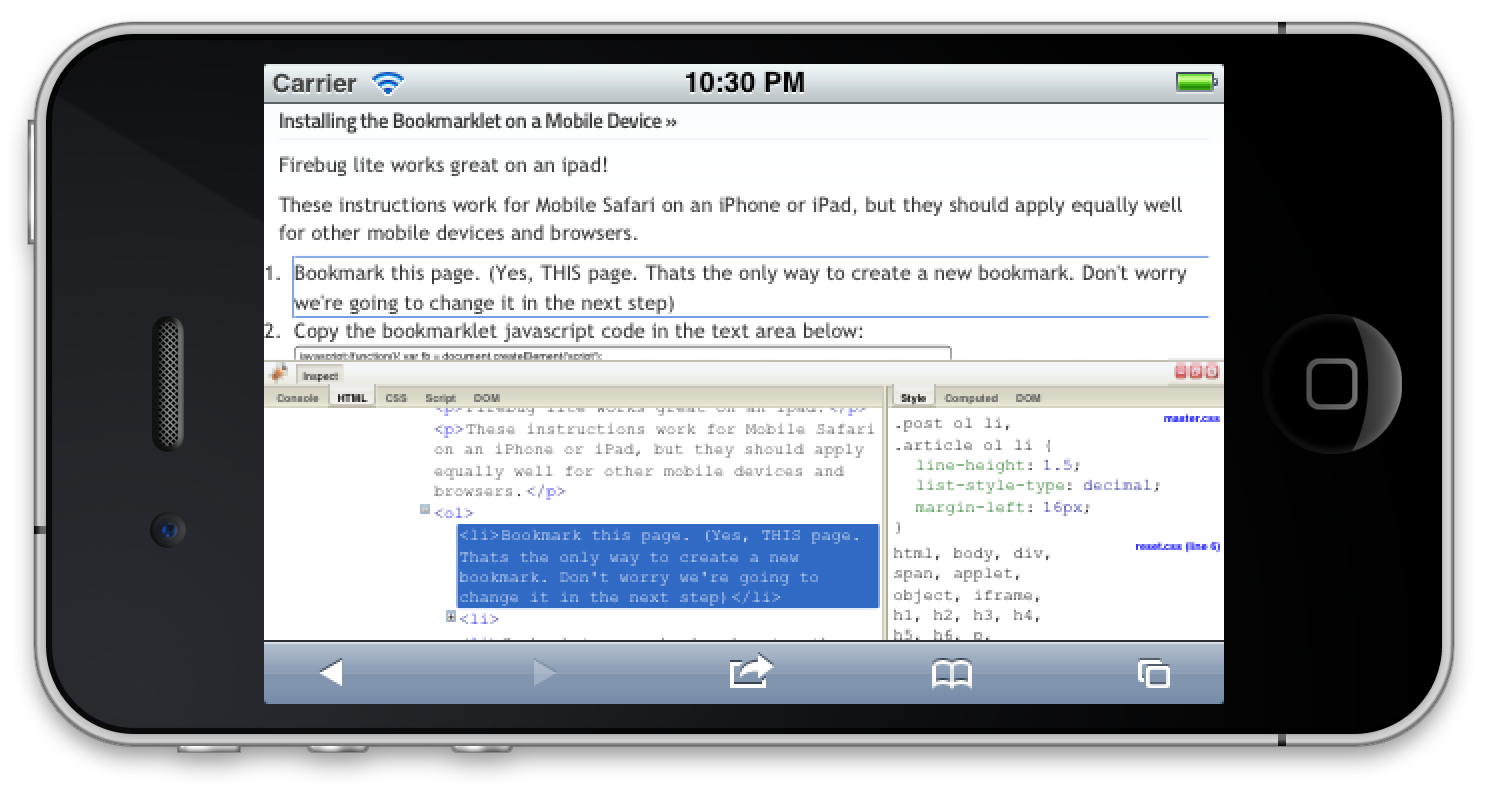 Carrier 10:30 PM
Installing the Bookmarklet on a Mobile Device »
Firebug lite works great on an ipad!
These instructions work for Mobile Safari on an iPhone or iPad, but they should apply equally well
for other mobile devices and browsers.
1. Bookmark this page. (Yes, THIS page. Thats the only way to create a new bookmark. Don't worry
we're going to change it in the next step)
2. Copy the bookmarklet javascript code in the text area below:
javascript:(function(){ var fb = document.createElement('script');
Inspect
Console HTML CSS Script DOM
<p>Firebug lite works great on an ipad!</p>
<p>These instructions work for Mobile Safari
on an iPhone or iPad, but they should apply
equally well for other mobile devices and
browsers.</p>
<ol>
<li>Bookmark this page. (Yes, THIS page.
Thats the only way to create a new
bookmark. Don't worry we're going to
change it in the next step)</li>
<li>
Style Computed DOM
master.css
.post ol li,
.article ol li {
line-height: 1.5;
list-style-type: decimal;
margin-left: 16px;
}
reset.css (line 6)
html, body, div,
span, applet,
object, iframe,
h1, h2, h3, h4,
h5, h6, p,